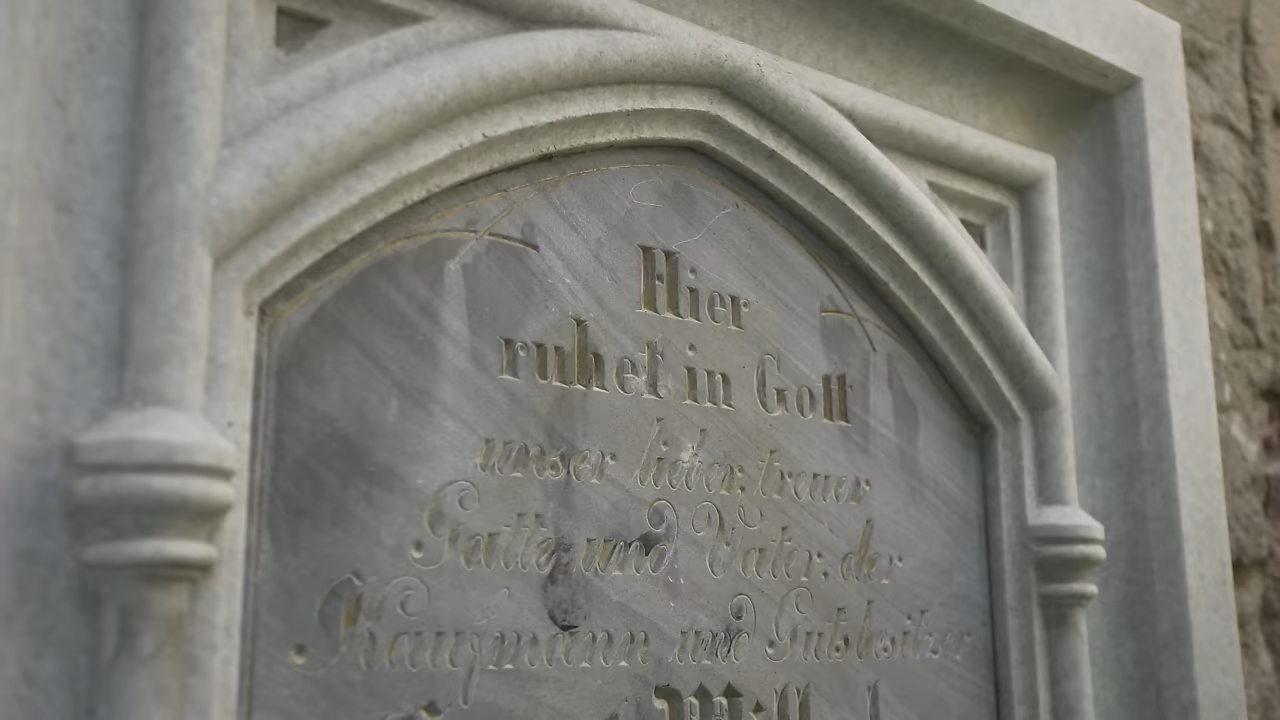 Hier
ruhet in Gott
unser lieber, treuer
Gatte und Vater, der
Kaufmann und Gutsbesitzer